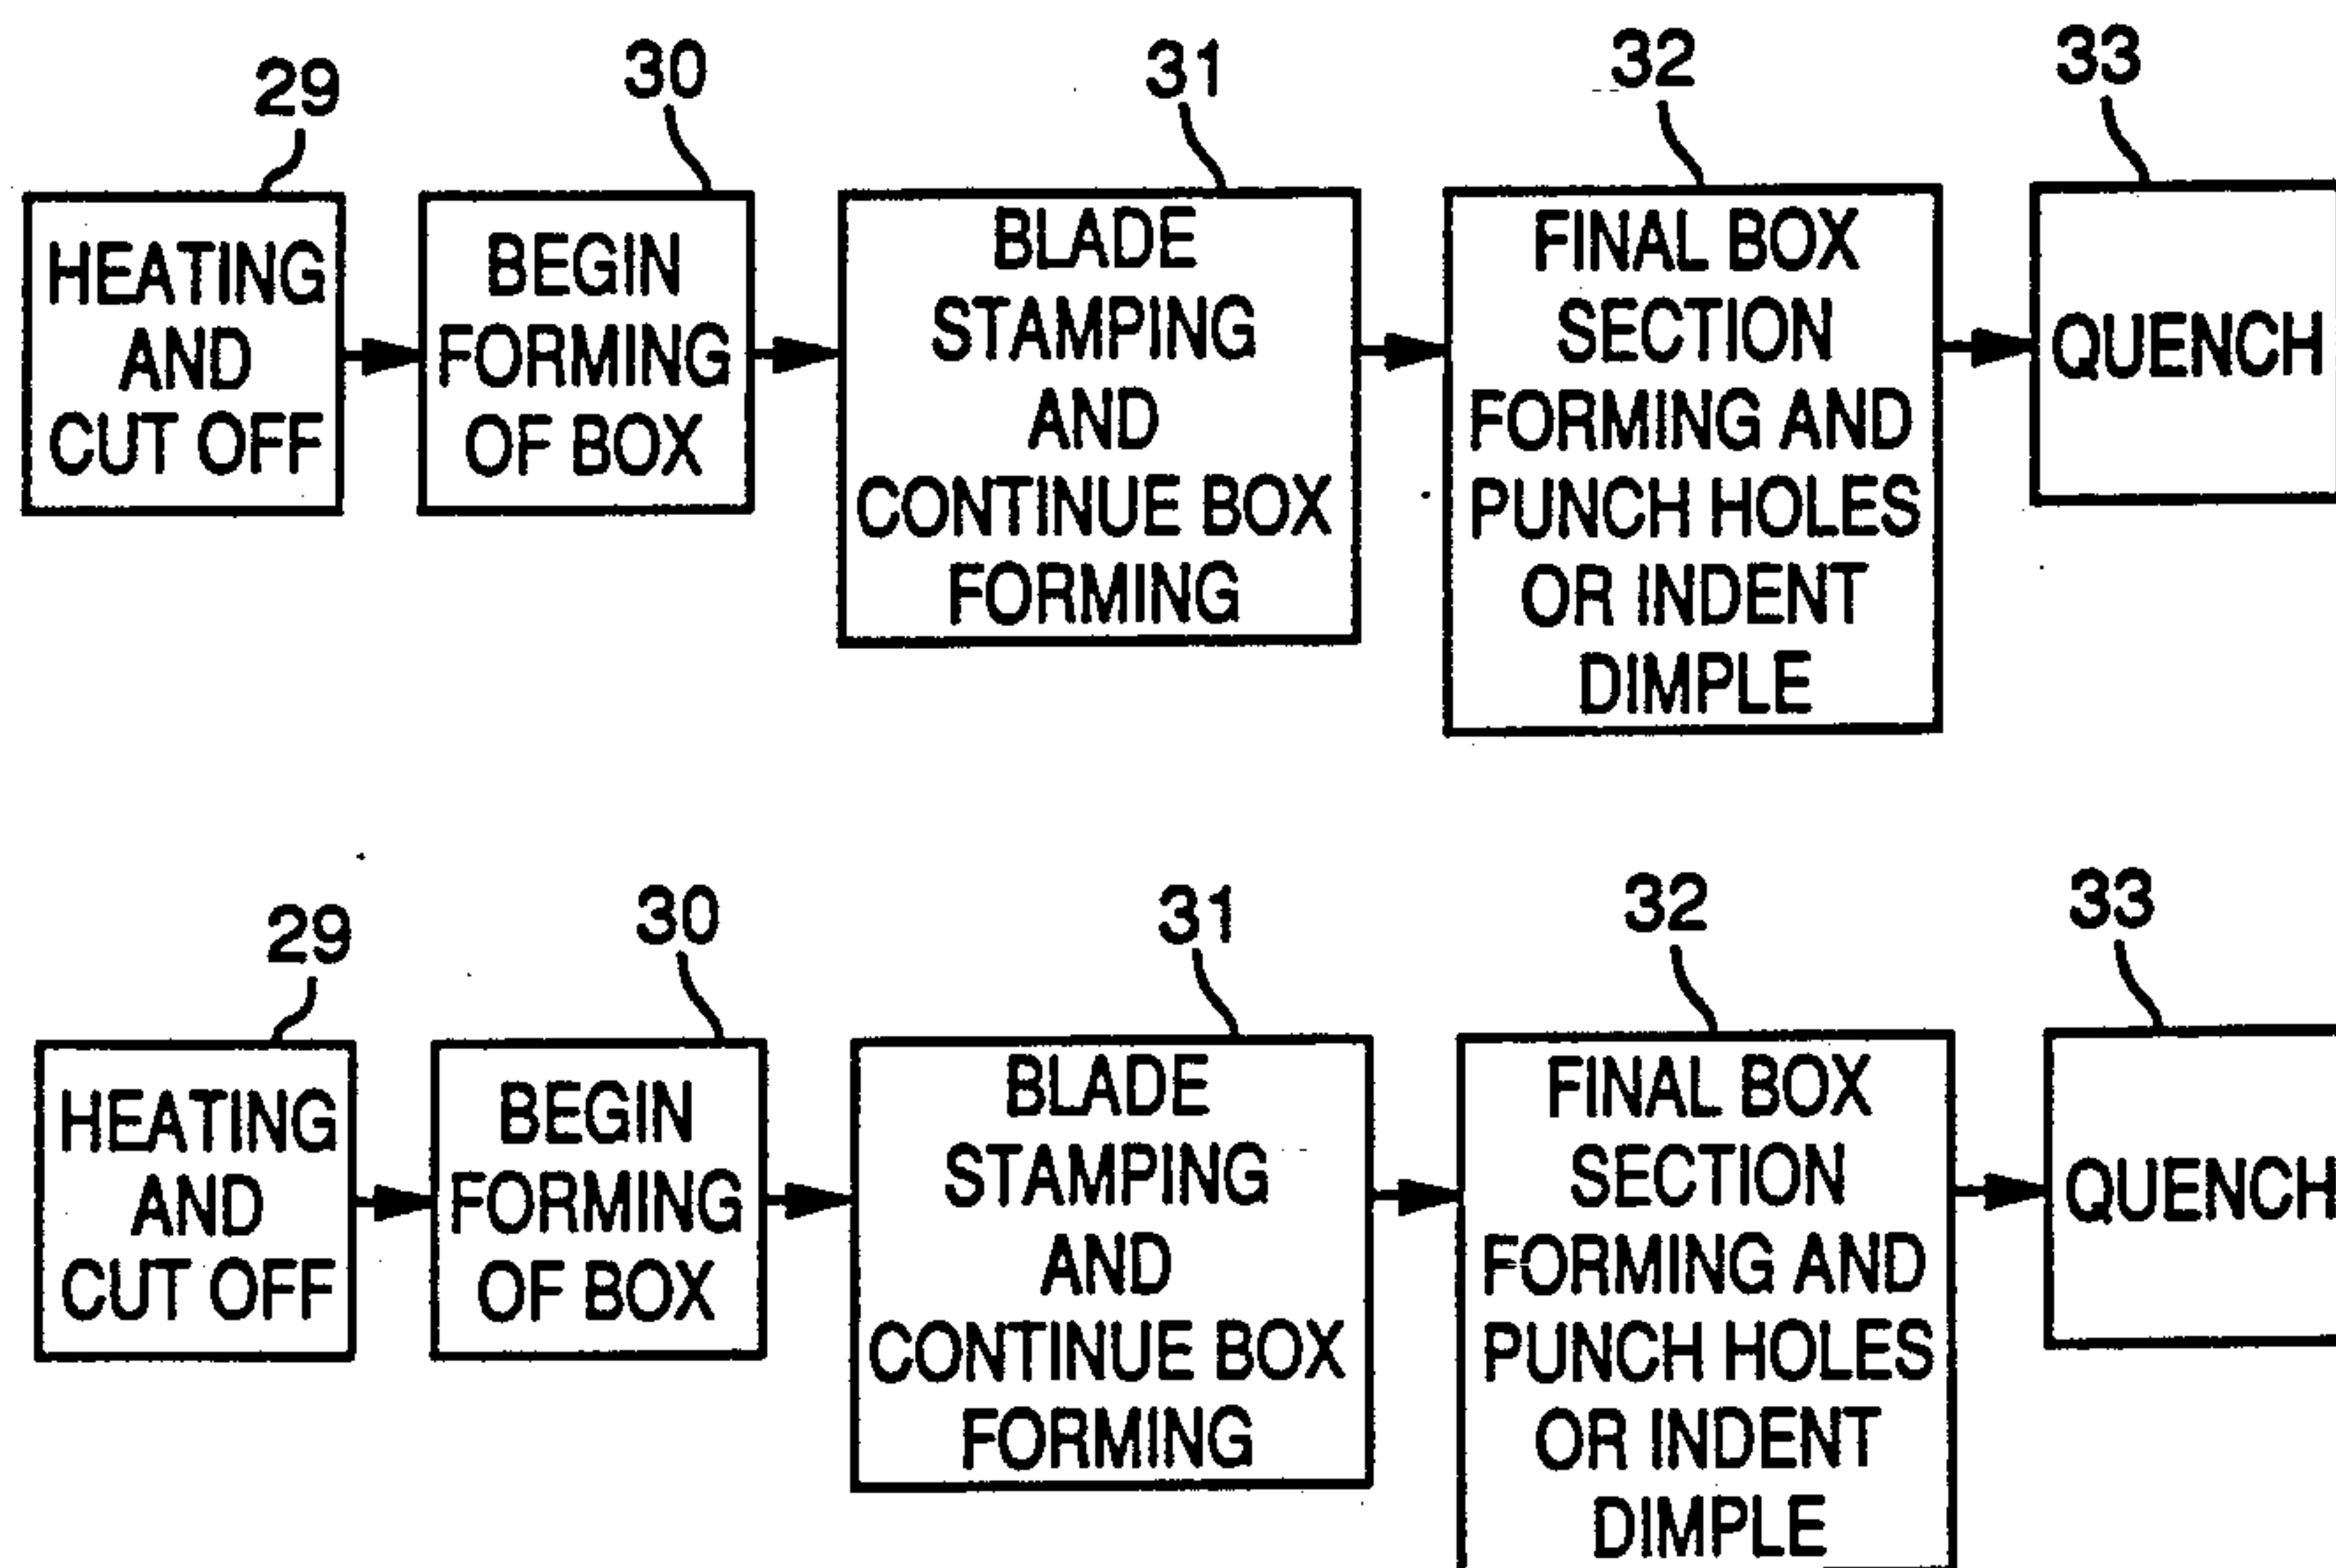 29
30
31
32
33
HEATING
AND
CUT OFF
BEGIN
FORMING
OF BOX
BLADE
STAMPING
AND
CONTINUE BOX
FORMING
FINAL BOX
SECTION
FORMING AND
PUNCH HOLES
OR INDENT
DIMPLE
QUENCH
29
30
31
32
33
HEATING
AND
CUT OFF
BEGIN
FORMING
OF BOX
BLADE
STAMPING
AND
CONTINUE BOX
FORMING
FINAL BOX
SECTION
FORMING AND
PUNCH HOLES
OR INDENT
DIMPLE
QUENCH